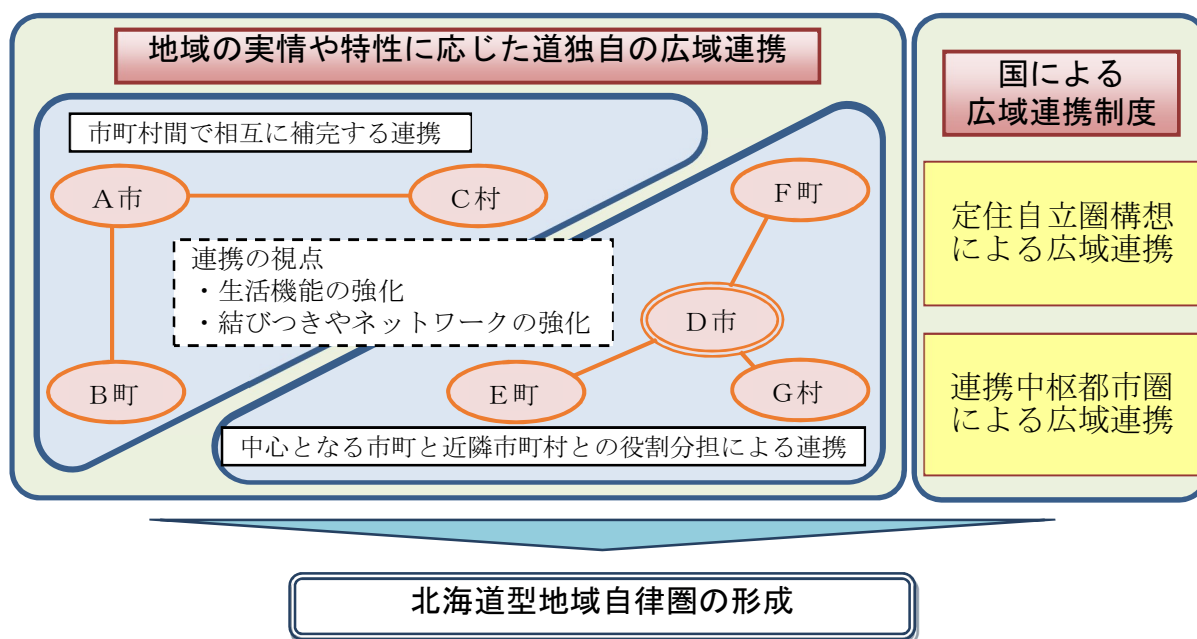 地域の実情や特性に応じた道独自の広域連携
市町村間で相互に補完する連携
A市
C村
B町
連携の視点
・生活機能の強化
・結びつきやネットワークの強化
F町
D市
E町
G村
中心となる市町と近隣市町村との役割分担による連携
国による
広域連携制度
定住自立圏構想
による広域連携
連携中枢都市圏
による広域連携
北海道型地域自律圏の形成